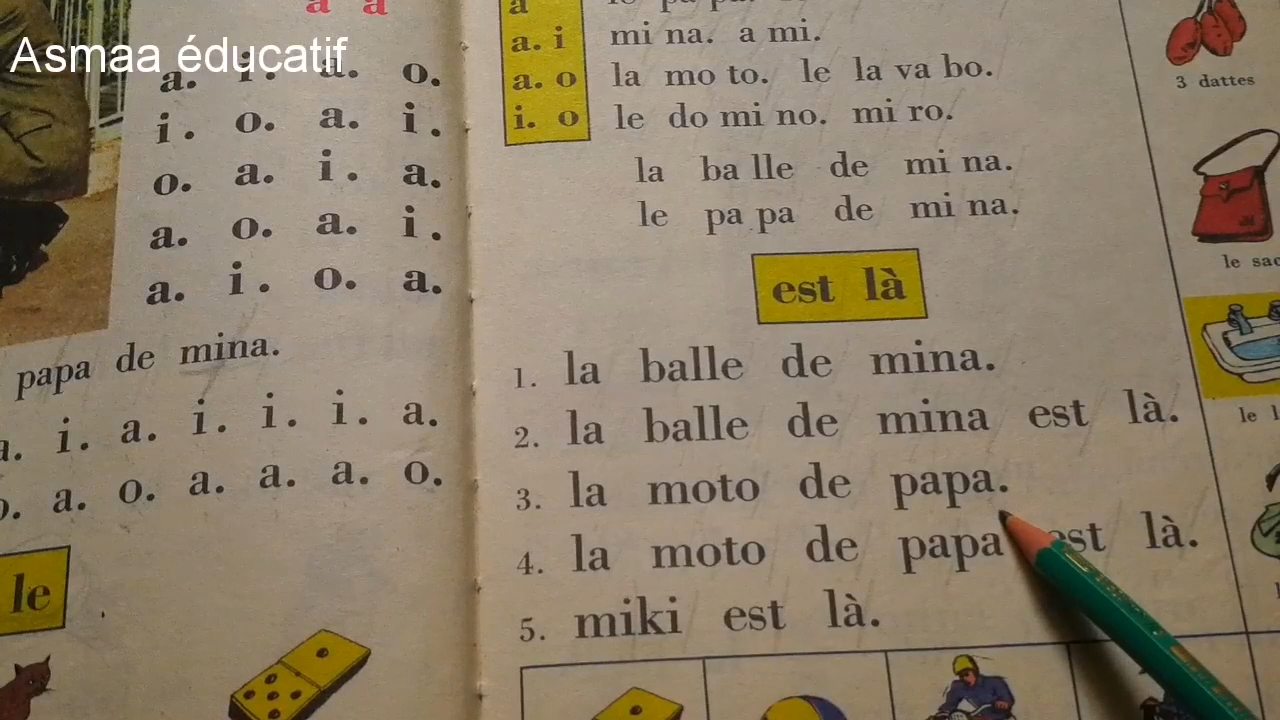 Asmaa éducatif
a a
a. i. a. o.
i. o. a. i.
o. a. i. a.
a. o. a. i.
a. i. o. a.
papa de mina.
a. i. a. i. i. i. a.
o. a. o. a. a. a. o.
le
a
a. i mi na. a mi.
a. o la mo to. le la va bo.
i. o le do mi no. mi ro.
la ba lle de mi na.
le pa pa de mi na.
est là
1. la balle de mina.
2. la balle de mina est là.
3. la moto de papa.
4. la moto de papa est là.
5. miki est là.
3 dattes
le sac
le